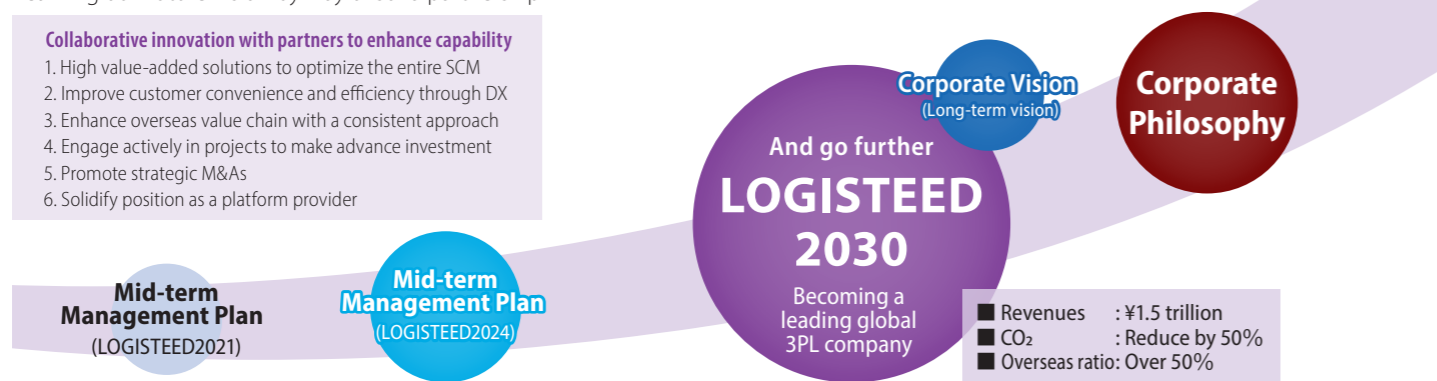 Collaborative innovation with partners to enhance capability
1. High value-added solutions to optimize the entire SCM
2. Improve customer convenience and efficiency through DX
3. Enhance overseas value chain with a consistent approach
4. Engage actively in projects to make advance investment
5. Promote strategic M&As
6. Solidify position as a platform provider
Mid-term
Management Plan
(LOGISTEED2021)
Mid-term
Management Plan
(LOGISTEED2024)
And go further
LOGISTEED
2030
Becoming a
leading global
3PL company
Corporate Vision
(Long-term vision)
Corporate
Philosophy
■ Revenues : ¥1.5 trillion
■ CO₂ : Reduce by 50%
■ Overseas ratio: Over 50%